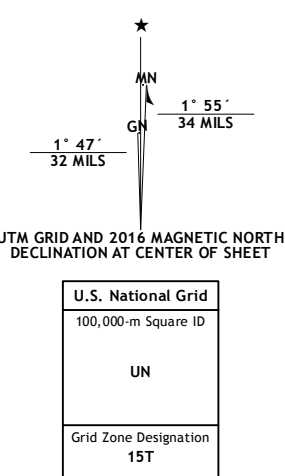 ★
MN
1° 55´
34 MILS
GN
1° 47´
32 MILS
UTM GRID AND 2016 MAGNETIC NORTH
DECLINATION AT CENTER OF SHEET
U.S. National Grid
100,000-m Square ID
UN
Grid Zone Designation
15T